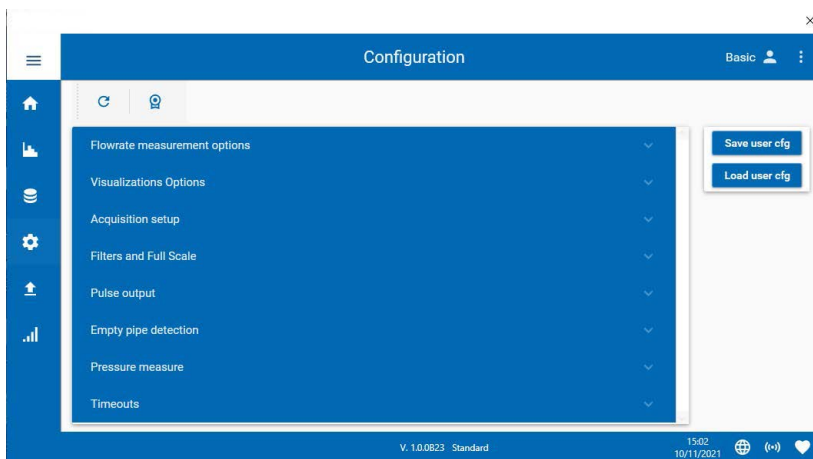 Configuration
Basic
Flowrate measurement options
Save user cfg
Visualizations Options
Load user cfg
Acquisition setup
Filters and Full Scale
Pulse output
Empty pipe detection
Pressure measure
Timeouts
V. 1.0.0B23 Standard
15:02
10/11/2021